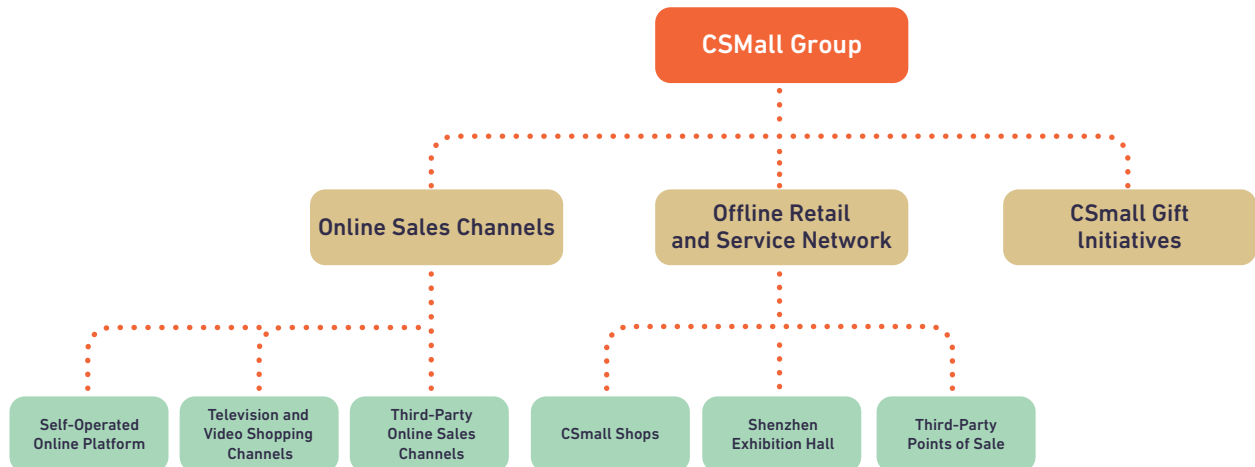 CSMall Group
Online Sales Channels
Offline Retail
and Service Network
CSmall Gift
Initiatives
Self-Operated
Online Platform
Television and
Video Shopping
Channels
Third-Party
Online Sales
Channels
CSmall Shops
Shenzhen
Exhibition Hall
Third-Party
Points of Sale